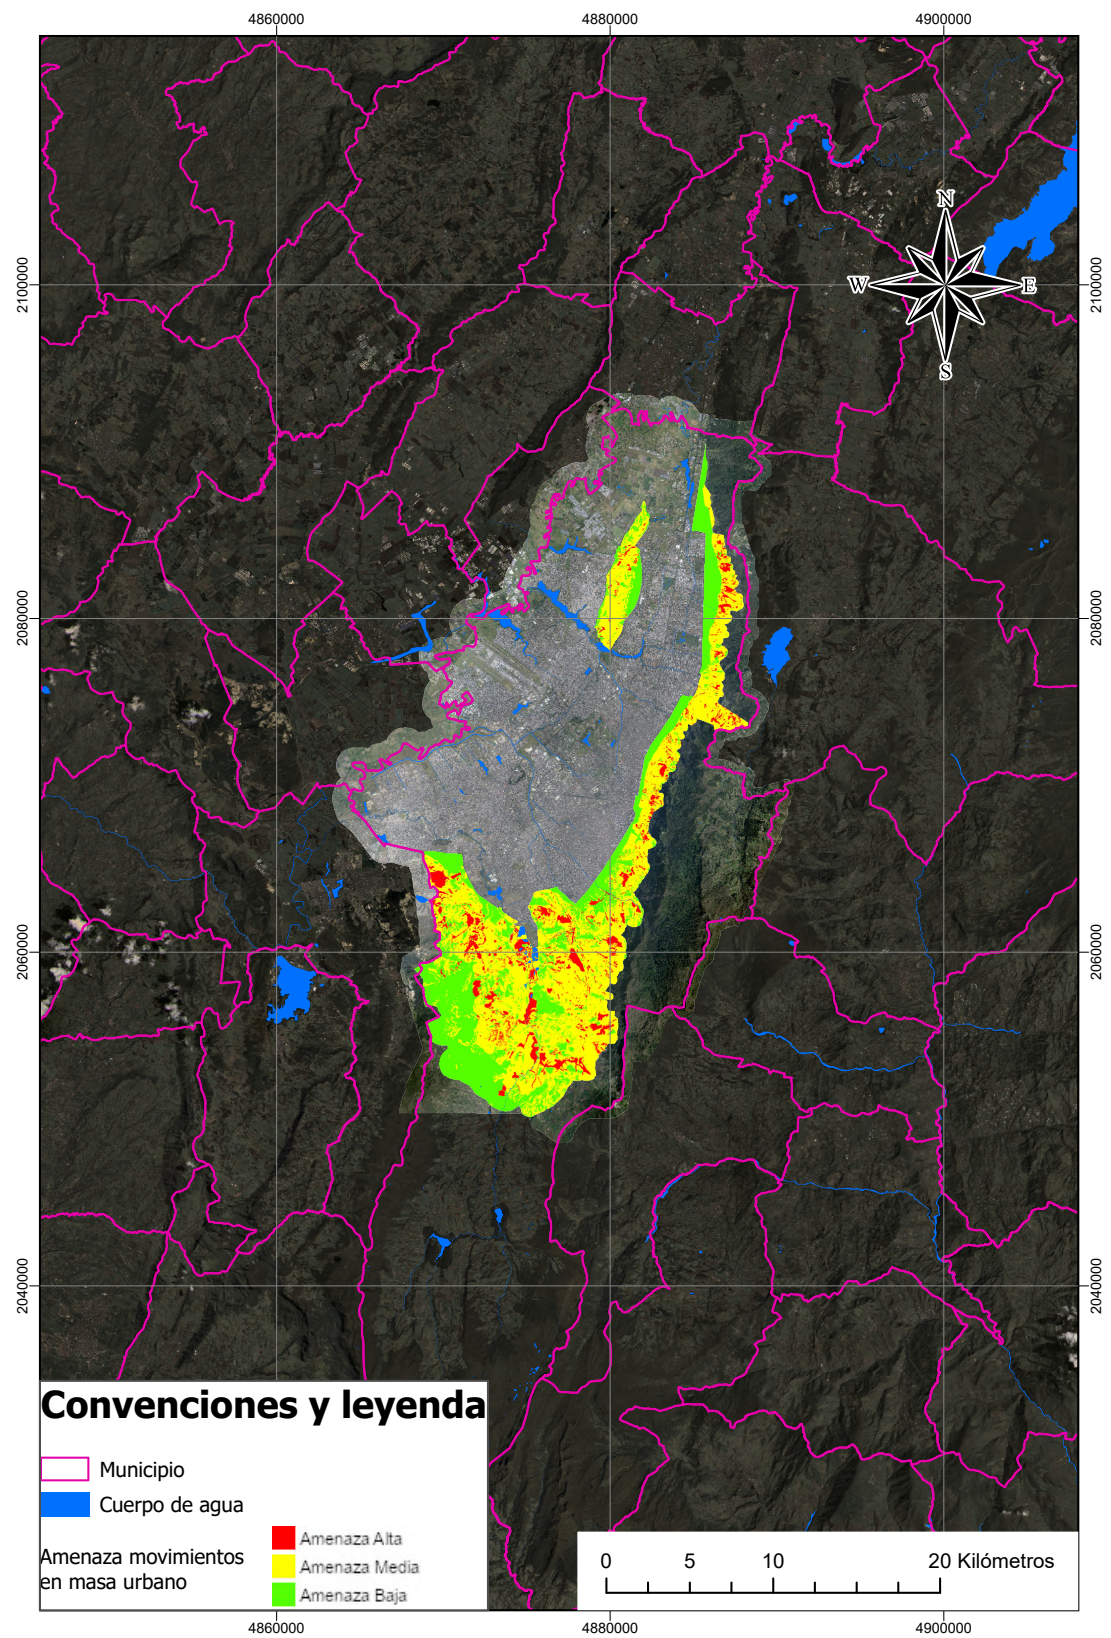 4860000 4880000 4900000
N
W E
S
2100000 2100000
2080000 2080000
2060000 2060000
2040000 2040000
Convenciones y leyenda
Municipio
Cuerpo de agua
Amenaza movimientos
en masa urbano
Amenaza Alta
Amenaza Media
Amenaza Baja
0 5 10 20 Kilómetros
4860000 4880000 4900000